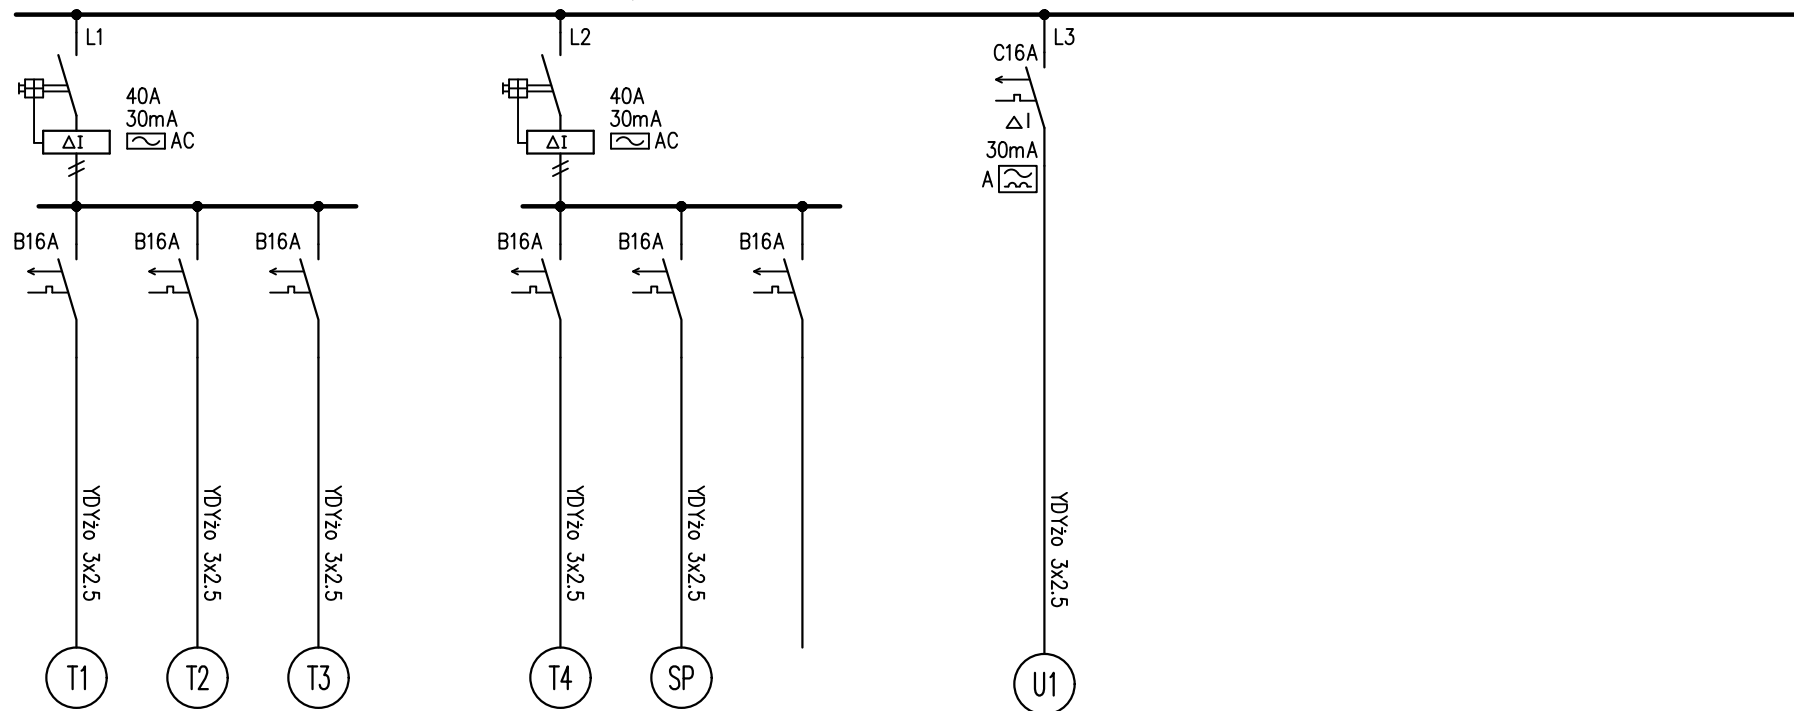 L1
L2
L3
C16A
40A
30mA
ΔI
AC
40A
30mA
ΔI
AC
ΔI
30mA
A
B16A
B16A
B16A
B16A
B16A
B16A
YDYżo 3x2.5
YDYżo 3x2.5
YDYżo 3x2.5
YDYżo 3x2.5
YDYżo 3x2.5
YDYżo 3x2.5
T1
T2
T3
T4
SP
U1